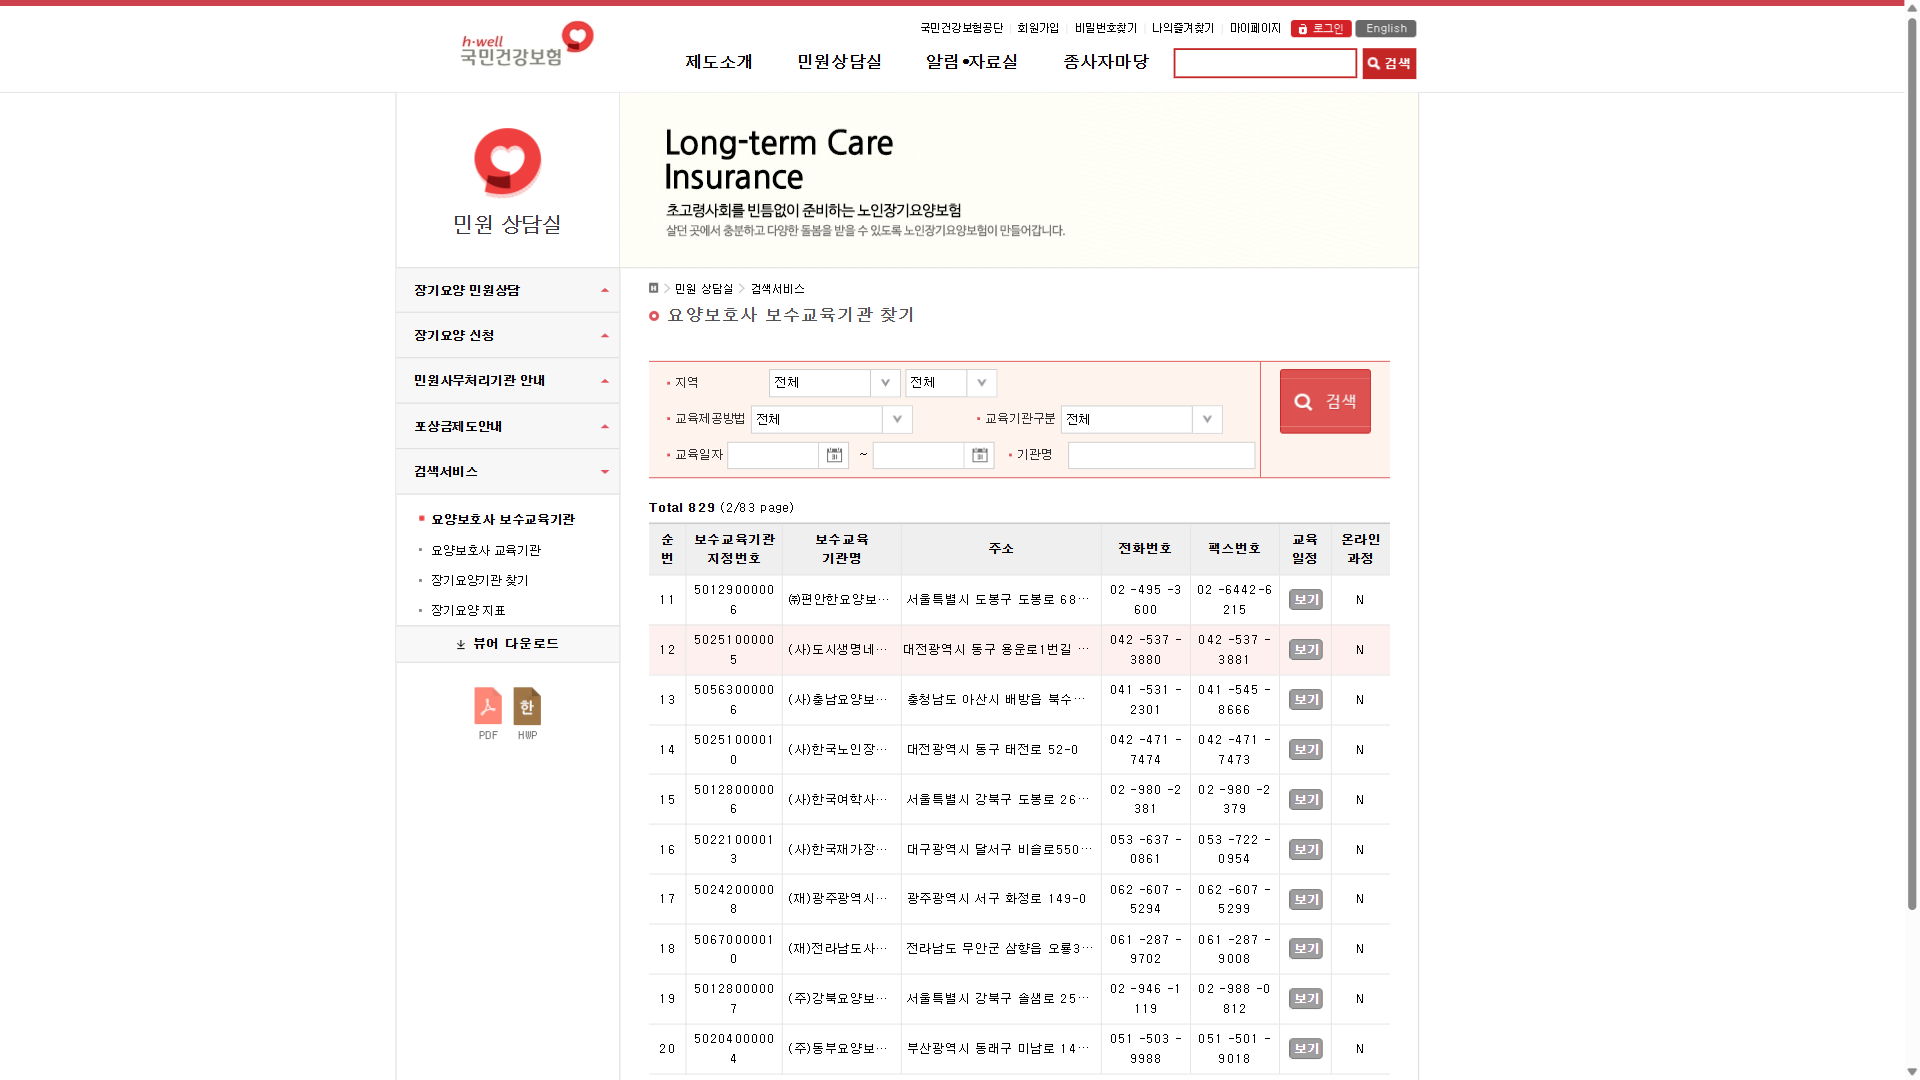 국민건강보험공단 회원가입 비밀번호찾기 나의즐겨찾기 마이페이지 로그인 English
h·well
국민건강보험
제도소개 민원상담실 알림•자료실 종사자마당 검색
민원 상담실
Long-term Care
Insurance
초고령사회를 빈틈없이 준비하는 노인장기요양보험
살던 곳에서 충분하고 다양한 돌봄을 받을 수 있도록 노인장기요양보험이 만들어갑니다.
장기요양 민원상담
장기요양 신청
민원사무처리기관 안내
포상금제도안내
검색서비스
요양보호사 보수교육기관
요양보호사 교육기관
장기요양기관 찾기
장기요양 지표
뷰어 다운로드
PDF HWP
민원 상담실 > 검색서비스
요양보호사 보수교육기관 찾기
지역 전체 전체
교육제공방법 전체 교육기관구분 전체
교육일자 ~ 기관명
검색
Total 829 (2/83 page)
순번 보수교육기관 지정번호 보수교육 기관명 주소 전화번호 팩스번호 교육 일정 온라인 과정
11 50129000006 ㈜편안한요양보… 서울특별시 도봉구 도봉로 68… 02 -495 -3600 02 -6442-6215 보기 N
12 50251000005 (사)도시생명네… 대전광역시 동구 용운로1번길 … 042 -537 -3880 042 -537 -3881 보기 N
13 50563000006 (사)충남요양보… 충청남도 아산시 배방읍 북수… 041 -531 -2301 041 -545 -8666 보기 N
14 50251000010 (사)한국노인장… 대전광역시 동구 태전로 52-0 042 -471 -7474 042 -471 -7473 보기 N
15 50128000006 (사)한국여학사… 서울특별시 강북구 도봉로 26… 02 -980 -2381 02 -980 -2379 보기 N
16 50221000013 (사)한국재가장… 대구광역시 달서구 비슬로550… 053 -637 -0861 053 -722 -0954 보기 N
17 50242000008 (재)광주광역시… 광주광역시 서구 화정로 149-0 062 -607 -5294 062 -607 -5299 보기 N
18 50670000010 (재)전라남도사… 전라남도 무안군 삼향읍 오룡3… 061 -287 -9702 061 -287 -9008 보기 N
19 50128000007 (주)강북요양보… 서울특별시 강북구 솔샘로 25… 02 -946 -1119 02 -988 -0812 보기 N
20 50204000004 (주)동부요양보… 부산광역시 동래구 미남로 14… 051 -503 -9988 051 -501 -9018 보기 N